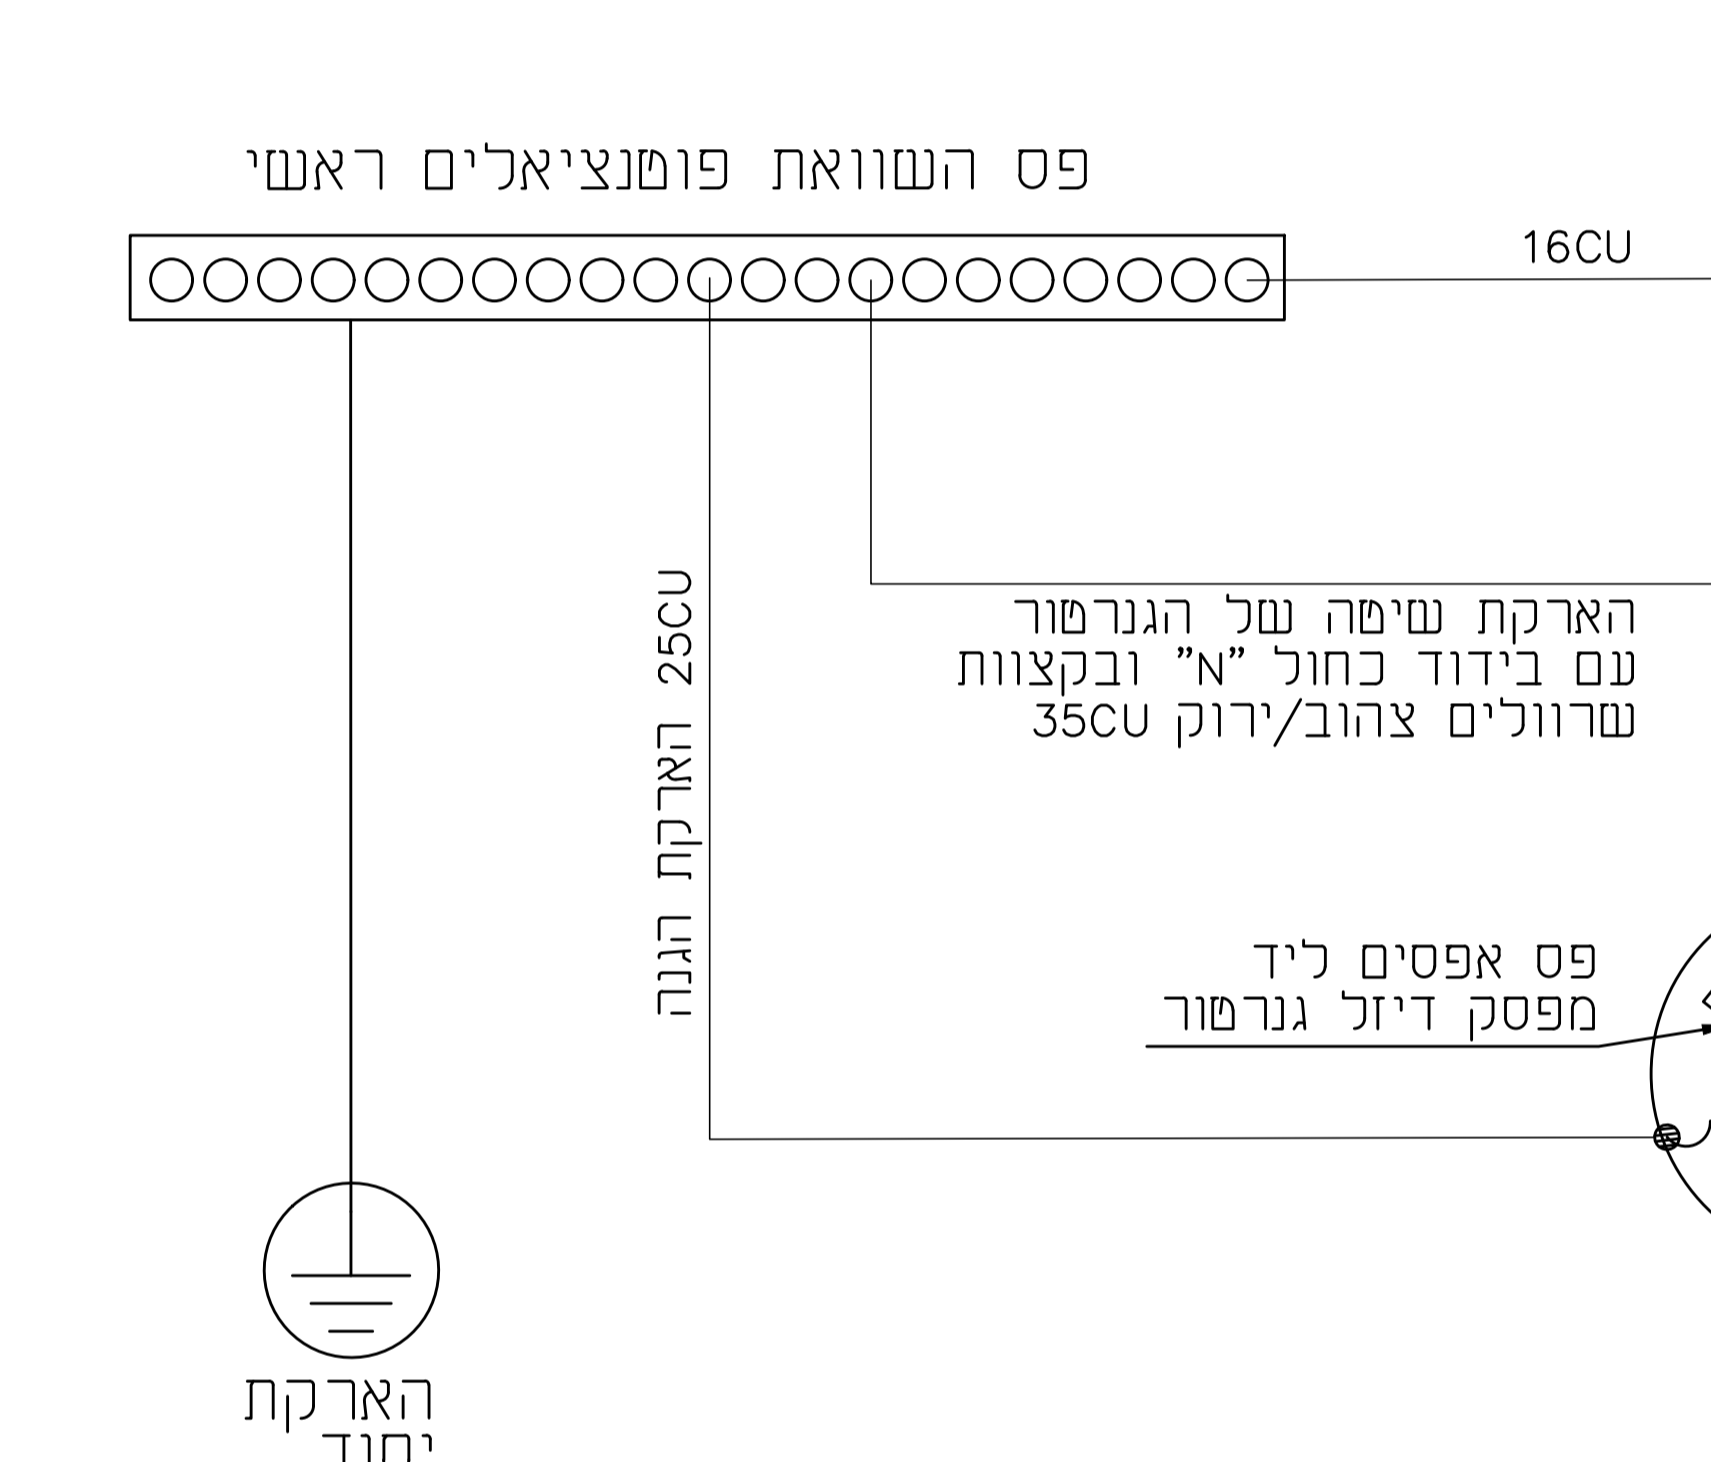 פס השוואת פוטנציאלים ראשי
16CU
הארקת שיטה של הגנרטור
עם בידוד כחול "N" ובקצוות
שרוולים צהוב/ירוק 35CU
הארקת הגנה 25CU
פס אפסים ליד
מפסק דיזל גנרטור
הארקת